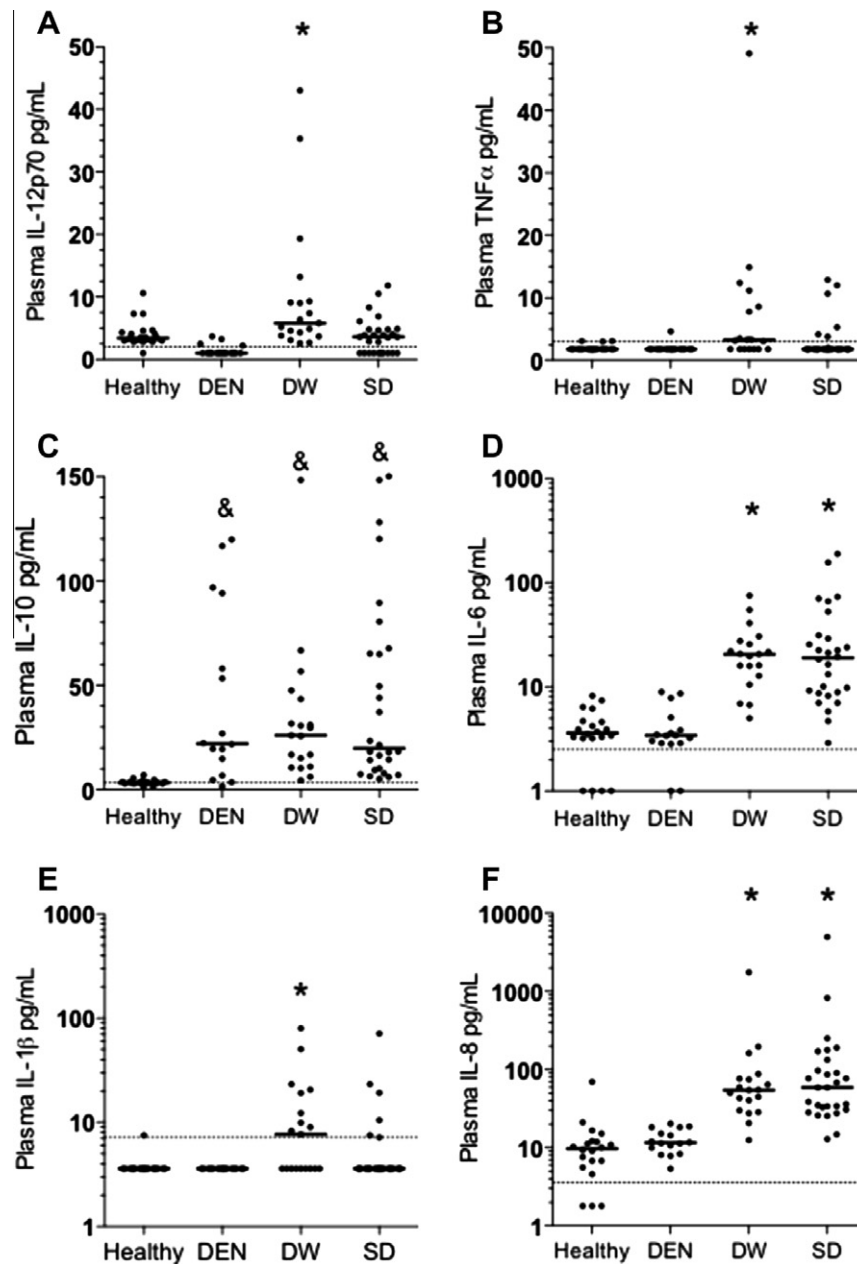 A
*
Plasma IL-12p70 pg/mL
50
40
30
20
10
0
Healthy DEN DW SD
B
*
Plasma TNFα pg/mL
50
40
30
20
10
0
Healthy DEN DW SD
C
& & &
Plasma IL-10 pg/mL
150
100
50
0
Healthy DEN DW SD
D
* *
Plasma IL-6 pg/mL
1000
100
10
1
Healthy DEN DW SD
E
*
Plasma IL-1β pg/mL
1000
100
10
1
Healthy DEN DW SD
F
* *
Plasma IL-8 pg/mL
10000
1000
100
10
1
Healthy DEN DW SD